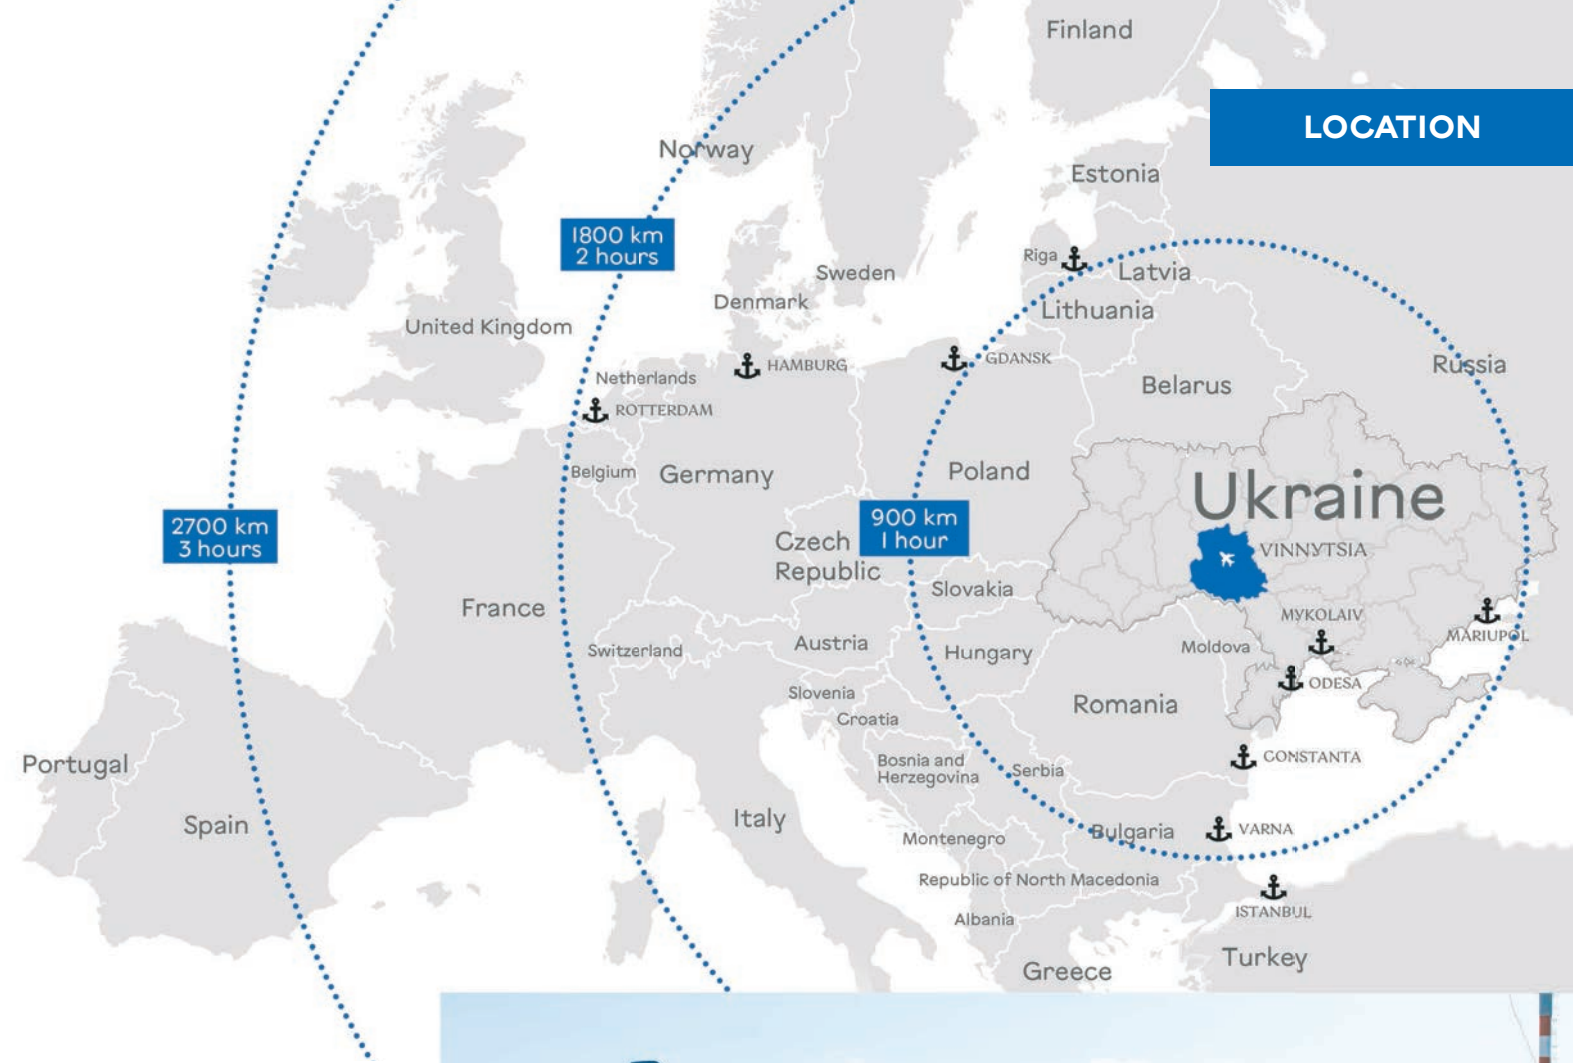 Finland
LOCATION
Norway
Estonia
1800 km
2 hours
Riga
Latvia
Sweden
Denmark
Lithuania
United Kingdom
GDANSK
HAMBURG
Russia
Netherlands
Belarus
ROTTERDAM
Belgium
Germany
Poland
Ukraine
2700 km
3 hours
900 km
1 hour
Czech
Republic
VINNYTSIA
Slovakia
France
MYKOLAIV
MARIUPOL
Switzerland
Austria
Hungary
Moldova
ODESA
Slovenia
Croatia
Romania
Portugal
Bosnia and
Herzegovina
Serbia
CONSTANTA
Spain
Italy
Montenegro
Bulgaria
VARNA
Republic of North Macedonia
Albania
ISTANBUL
Greece
Turkey